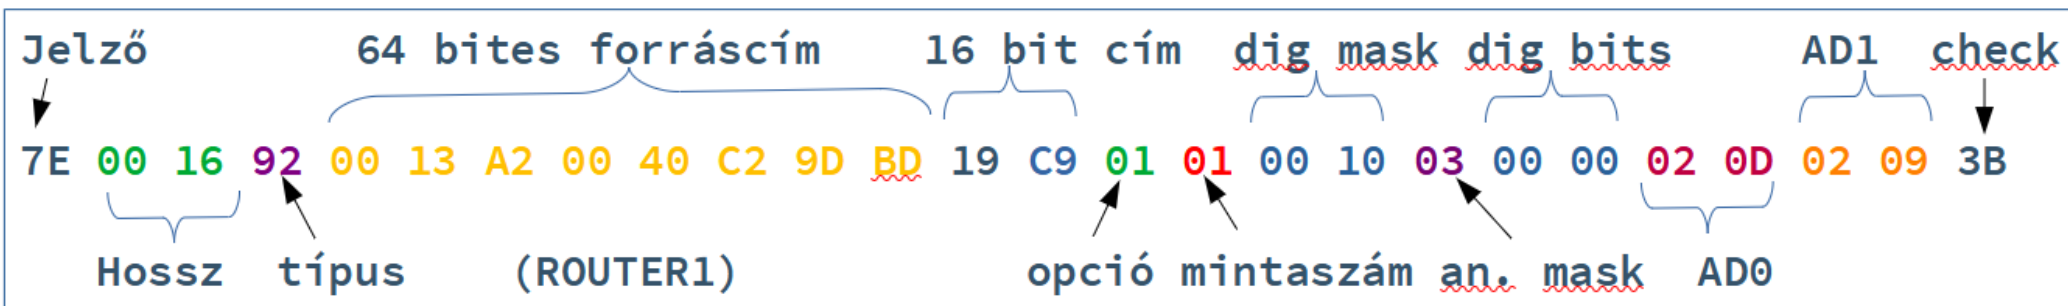 Jelző 64 bites forráscím 16 bit cím dig mask dig bits AD1 check
7E 00 16 92 00 13 A2 00 40 C2 9D BD 19 C9 01 01 00 10 03 00 00 02 0D 02 09 3B
Hossz típus (ROUTER1) opció mintaszám an. mask AD0